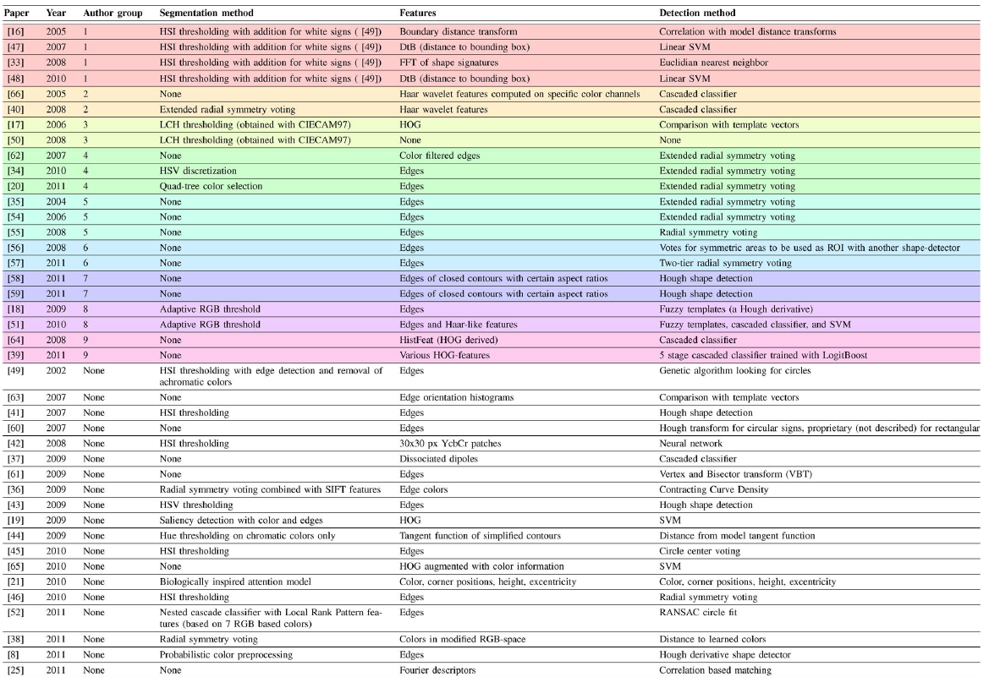 Paper Year Author group Segmentation method Features Detection method
[16] 2005 1 HSI thresholding with addition for white signs ( [49]) Boundary distance transform Correlation with model distance transforms
[47] 2007 1 HSI thresholding with addition for white signs ( [49]) DtB (distance to bounding box) Linear SVM
[33] 2008 1 HSI thresholding with addition for white signs ( [49]) FFT of shape signatures Euclidian nearest neighbor
[48] 2010 1 HSI thresholding with addition for white signs ( [49]) DtB (distance to bounding box) Linear SVM
[66] 2005 2 None Haar wavelet features computed on specific color channels Cascaded classifier
[40] 2008 2 Extended radial symmetry voting Haar wavelet features Cascaded classifier
[17] 2006 3 LCH thresholding (obtained with CIECAM97) HOG Comparison with template vectors
[50] 2008 3 LCH thresholding (obtained with CIECAM97) None None
[62] 2007 4 None Color filtered edges Extended radial symmetry voting
[34] 2010 4 HSV discretization Edges Extended radial symmetry voting
[20] 2011 4 Quad-tree color selection Edges Extended radial symmetry voting
[35] 2004 5 None Edges Extended radial symmetry voting
[54] 2006 5 None Edges Extended radial symmetry voting
[55] 2008 5 None Edges Radial symmetry voting
[56] 2008 6 None Edges Votes for symmetric areas to be used as ROI with another shape-detector
[57] 2011 6 None Edges Two-tier radial symmetry voting
[58] 2011 7 None Edges of closed contours with certain aspect ratios Hough shape detection
[59] 2011 7 None Edges of closed contours with certain aspect ratios Hough shape detection
[18] 2009 8 Adaptive RGB threshold Edges Fuzzy templates (a Hough derivative)
[51] 2010 8 Adaptive RGB threshold Edges and Haar-like features Fuzzy templates, cascaded classifier, and SVM
[64] 2008 9 None HistFeat (HOG derived) Cascaded classifier
[39] 2011 9 None Various HOG-features 5 stage cascaded classifier trained with LogitBoost
[49] 2002 None HSI thresholding with edge detection and removal of Edges Genetic algorithm looking for circles
achromatic colors
[63] 2007 None None Edge orientation histograms Comparison with template vectors
[41] 2007 None HSI thresholding Edges Hough shape detection
[60] 2007 None None Edges Hough transform for circular signs, proprietary (not described) for rectangular
[42] 2008 None HSI thresholding 30x30 px YcbCr patches Neural network
[37] 2009 None None Dissociated dipoles Cascaded classifier
[61] 2009 None None Edges Vertex and Bisector transform (VBT)
[36] 2009 None Radial symmetry voting combined with SIFT features Edge colors Contracting Curve Density
[43] 2009 None HSV thresholding Edges Hough shape detection
[19] 2009 None Saliency detection with color and edges HOG SVM
[44] 2009 None Hue thresholding on chromatic colors only Tangent function of simplified contours Distance from model tangent function
[45] 2010 None HSI thresholding Edges Circle center voting
[65] 2010 None None HOG augmented with color information SVM
[21] 2010 None Biologically inspired attention model Color, corner positions, height, excentricity Color, corner positions, height, excentricity
[46] 2010 None HSI thresholding Edges Radial symmetry voting
[52] 2011 None Nested cascade classifier with Local Rank Pattern fea- Edges RANSAC circle fit
tures (based on 7 RGB based colors)
[38] 2011 None Radial symmetry voting Colors in modified RGB-space Distance to learned colors
[8] 2011 None Probabilistic color preprocessing Edges Hough derivative shape detector
[25] 2011 None None Fourier descriptors Correlation based matching